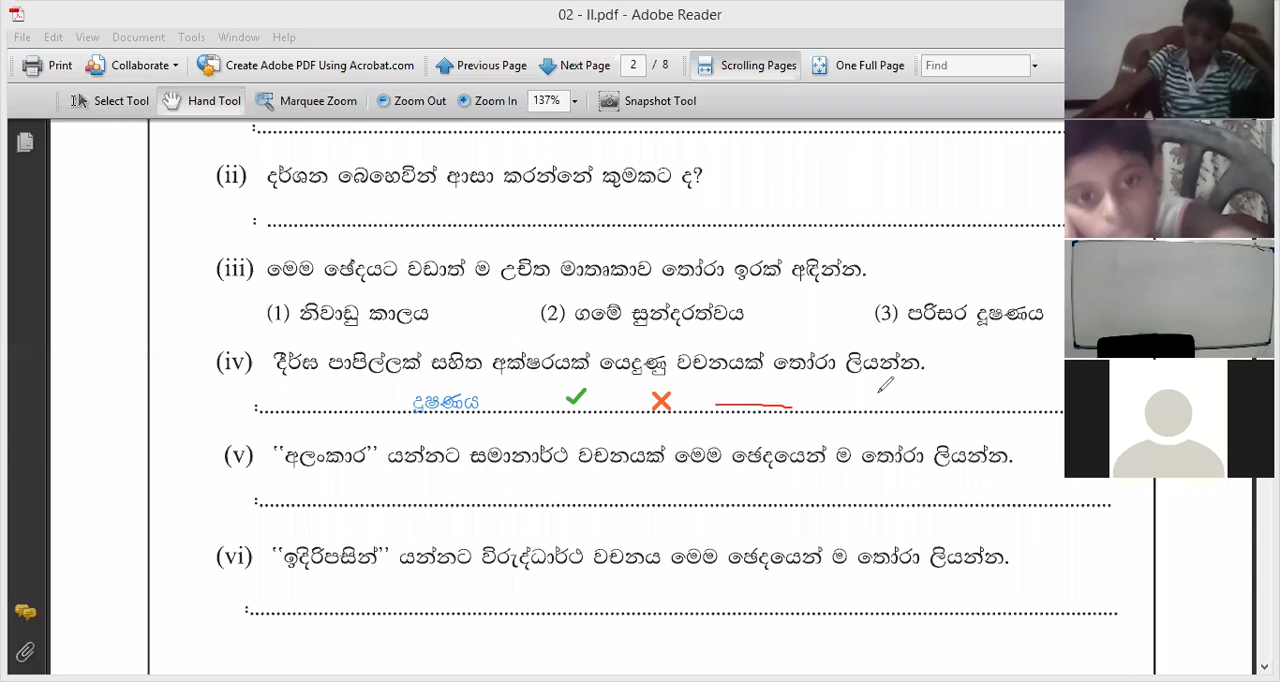 02 - II.pdf - Adobe Reader
File Edit View Document Tools Window Help
Print Collaborate Create Adobe PDF Using Acrobat.com Previous Page Next Page 2 / 8 Scrolling Pages One Full Page Find
Select Tool Hand Tool Marquee Zoom Zoom Out Zoom In 137% Snapshot Tool
(ii) දර්ශන බෙහෙවින් ආසා කරන්නේ කුමකට ද?
(iii) මෙම ඡේදයට වඩාත් ම උචිත මාතෘකාව තෝරා ඉරක් අඳින්න.
(1) නිවාඩු කාලය (2) ගමේ සුන්දරත්වය (3) පරිසර දූෂණය
(iv) දීර්ඝ පාපිල්ලක් සහිත අක්ෂරයක් යෙදුණු වචනයක් තෝරා ලියන්න.
දූෂණය
(v) “අලංකාර” යන්නට සමානාර්ථ වචනයක් මෙම ඡෙදයෙන් ම තෝරා ලියන්න.
(vi) “ඉදිරිපසින්” යන්නට විරුද්ධාර්ථ වචනය මෙම ඡෙදයෙන් ම තෝරා ලියන්න.